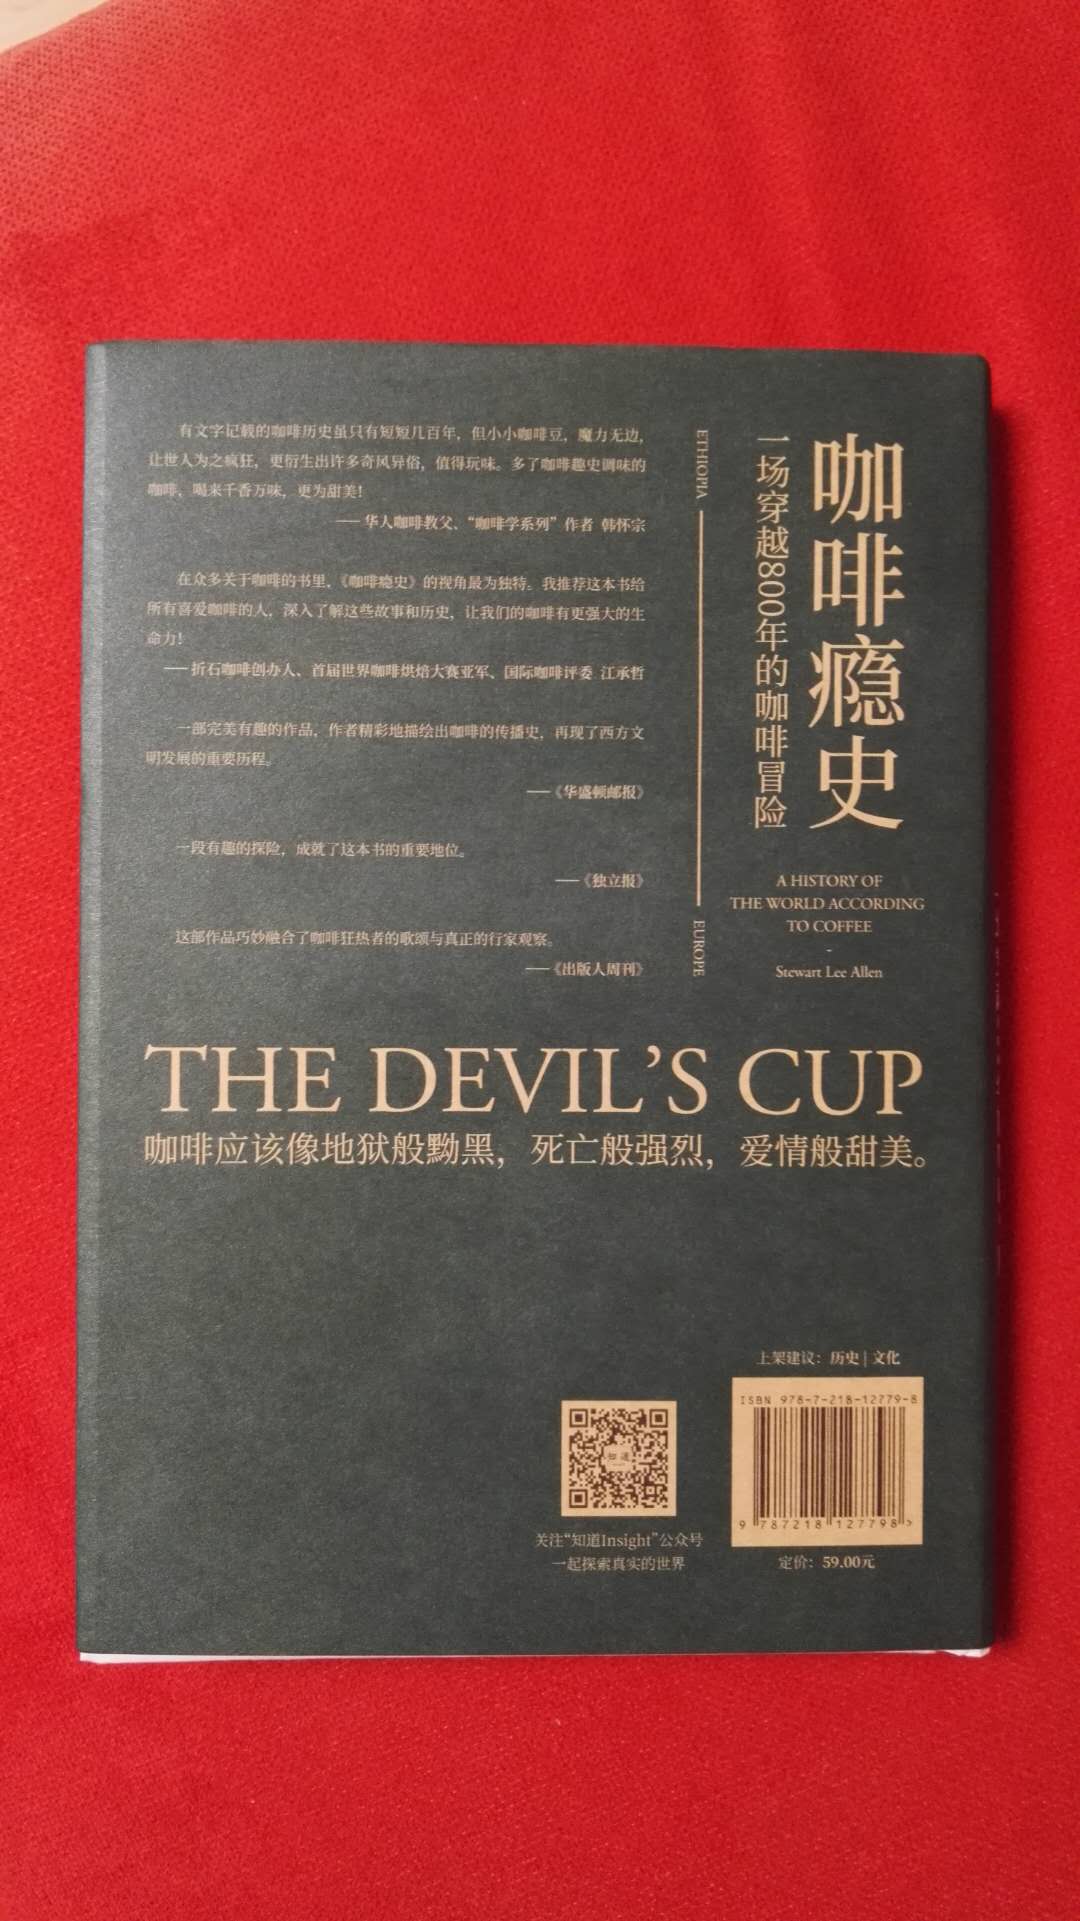 咖啡瘾史
一场穿越800年的咖啡冒险
A HISTORY OF
THE WORLD ACCORDING
TO COFFEE
-
Stewart Lee Allen
ETHIOPIA
EUROPE
有文字记载的咖啡历史虽只有短短几百年，但小小咖啡豆，魔力无边，
让世人为之疯狂，更衍生出许多奇风异俗，值得玩味。多了咖啡趣史调味的
咖啡，喝来千香万味，更为甜美！
——华人咖啡教父、“咖啡学系列”作者 韩怀宗
在众多关于咖啡的书里，《咖啡瘾史》的视角最为独特。我推荐这本书给
所有喜爱咖啡的人，深入了解这些故事和历史，让我们的咖啡有更强大的生
命力！
——折石咖啡创办人、首届世界咖啡烘焙大赛亚军、国际咖啡评委 江承哲
一部完美有趣的作品，作者精彩地描绘出咖啡的传播史，再现了西方文
明发展的重要历程。
——《华盛顿邮报》
一段有趣的探险，成就了这本书的重要地位。
——《独立报》
这部作品巧妙融合了咖啡狂热者的歌颂与真正的行家观察。
——《出版人周刊》
THE DEVIL’S CUP
咖啡应该像地狱般黝黑，死亡般强烈，爱情般甜美。
上架建议：历史 | 文化
ISBN 978-7-218-12779-8
9 787218 127798 >
定价：59.00元
知道
关注“知道Insight”公众号
一起探索真实的世界